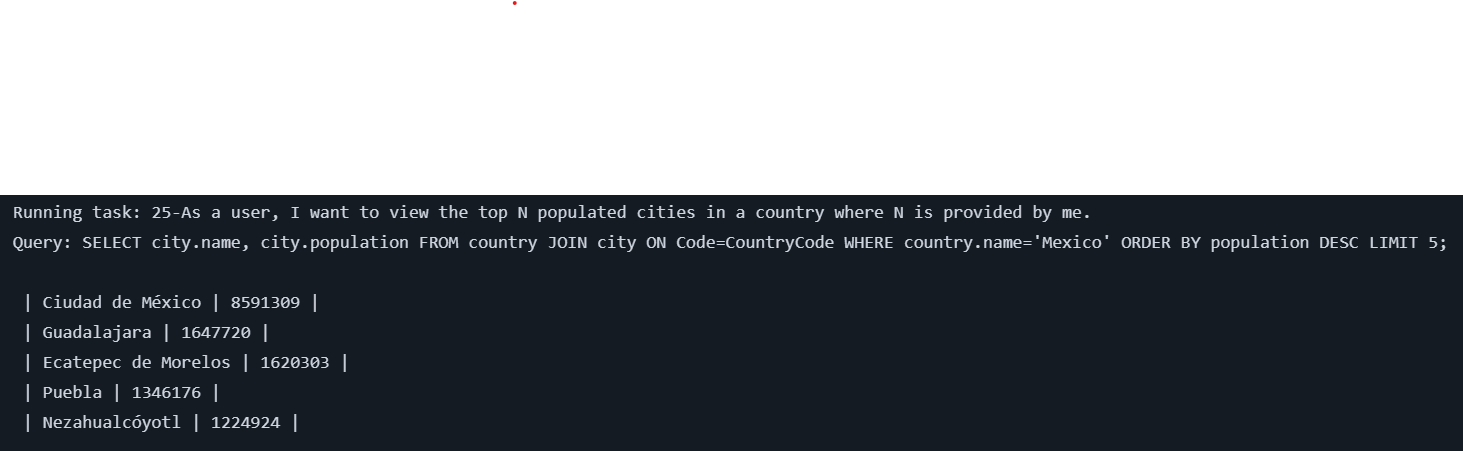 Running task: 25-As a user, I want to view the top N populated cities in a country where N is provided by me.
Query: SELECT city.name, city.population FROM country JOIN city ON Code=CountryCode WHERE country.name='Mexico' ORDER BY population DESC LIMIT 5;
| Ciudad de México | 8591309 |
| Guadalajara | 1647720 |
| Ecatepec de Morelos | 1620303 |
| Puebla | 1346176 |
| Nezahualcóyotl | 1224924 |